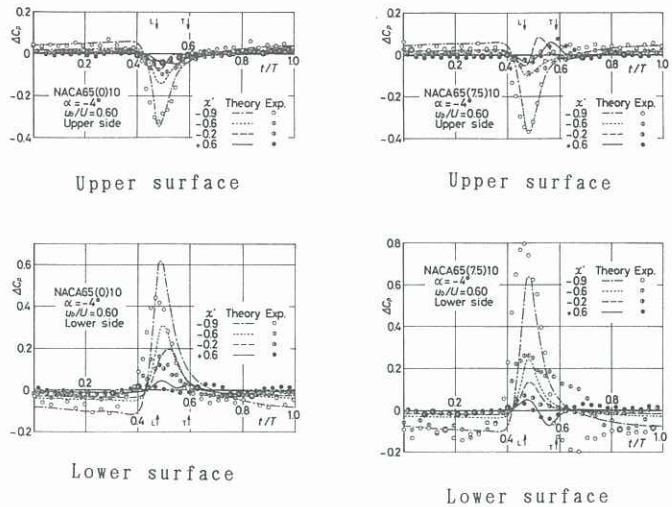 L T
ΔCp
0
-0.2
-0.4
0.2 0.4 0.6 0.8 1.0
t/T
NACA65(0)10
α = -4°
ub/U = 0.60
Upper side
x' Theory Exp.
-0.9
-0.6
-0.2
+0.6
Upper surface
L T
ΔCp
0
-0.2
-0.4
0.2 0.4 0.6 0.8 1.0
t/T
NACA65(7.5)10
α = -4°
ub/U = 0.60
Upper side
x' Theory Exp.
-0.9
-0.6
-0.2
+0.6
Upper surface
ΔCp
0.6
0.4
0.2
0
-0.2
NACA65(0)10
α = -4°
ub/U = 0.60
Lower side
x' Theory Exp.
-0.9
-0.6
-0.2
+0.6
0.2 0.4 0.6 0.8 1.0
L T
t/T
Lower surface
ΔCp
0.8
0.6
0.4
0.2
0
-0.2
NACA65(7.5)10
α = -4°
ub/U = 0.60
Lower side
x' Theory Exp.
-0.9
-0.6
-0.2
+0.6
0.2 0.4 0.6 0.8 1.0
L T
t/T
Lower surface